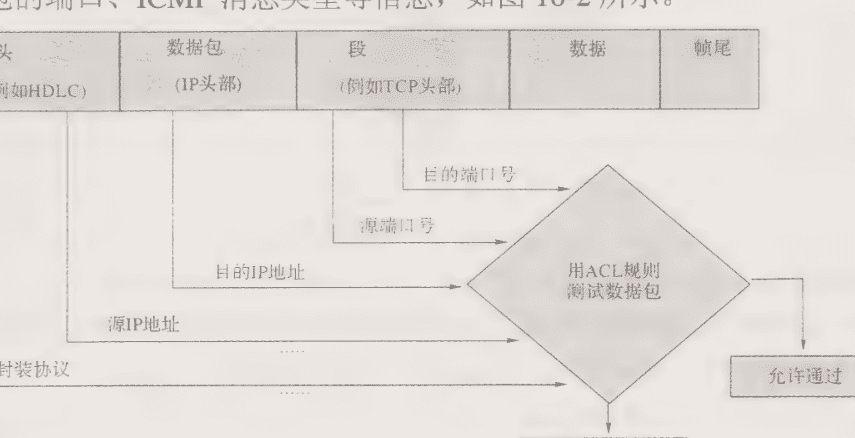 的端口、ICMP 消息类型等信息，如图 16-2 所示。
头 数据包 段 数据 帧尾
例如HDLC) (IP头部) (例如TCP头部)
目的端口号
源端口号
目的IP地址
用ACL规则
测试数据包
源IP地址
……
封装协议
允许通过
……